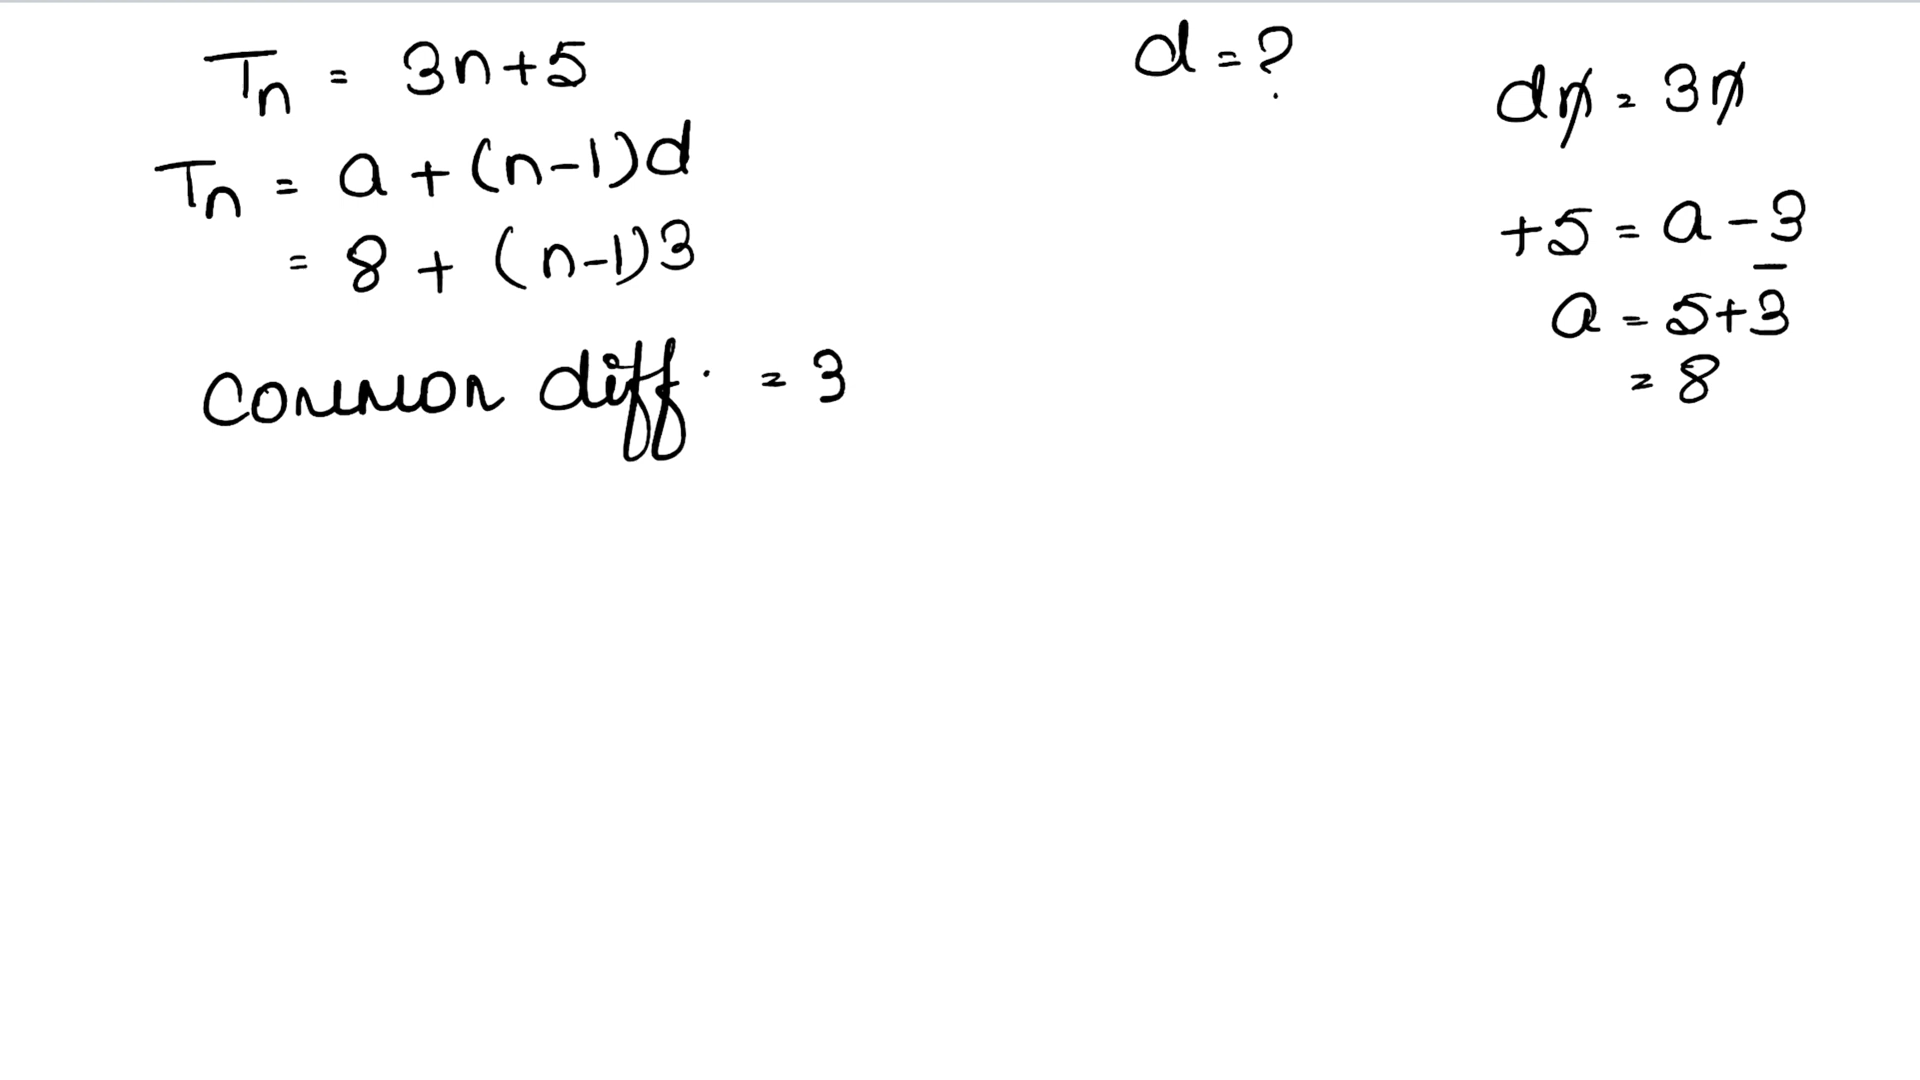 Tn = 3n+5
Tn = a + (n-1)d
= 8 + (n-1)3
common diff. = 3
d = ?
dn = 3n
+5 = a - 3
a = 5+3
= 8